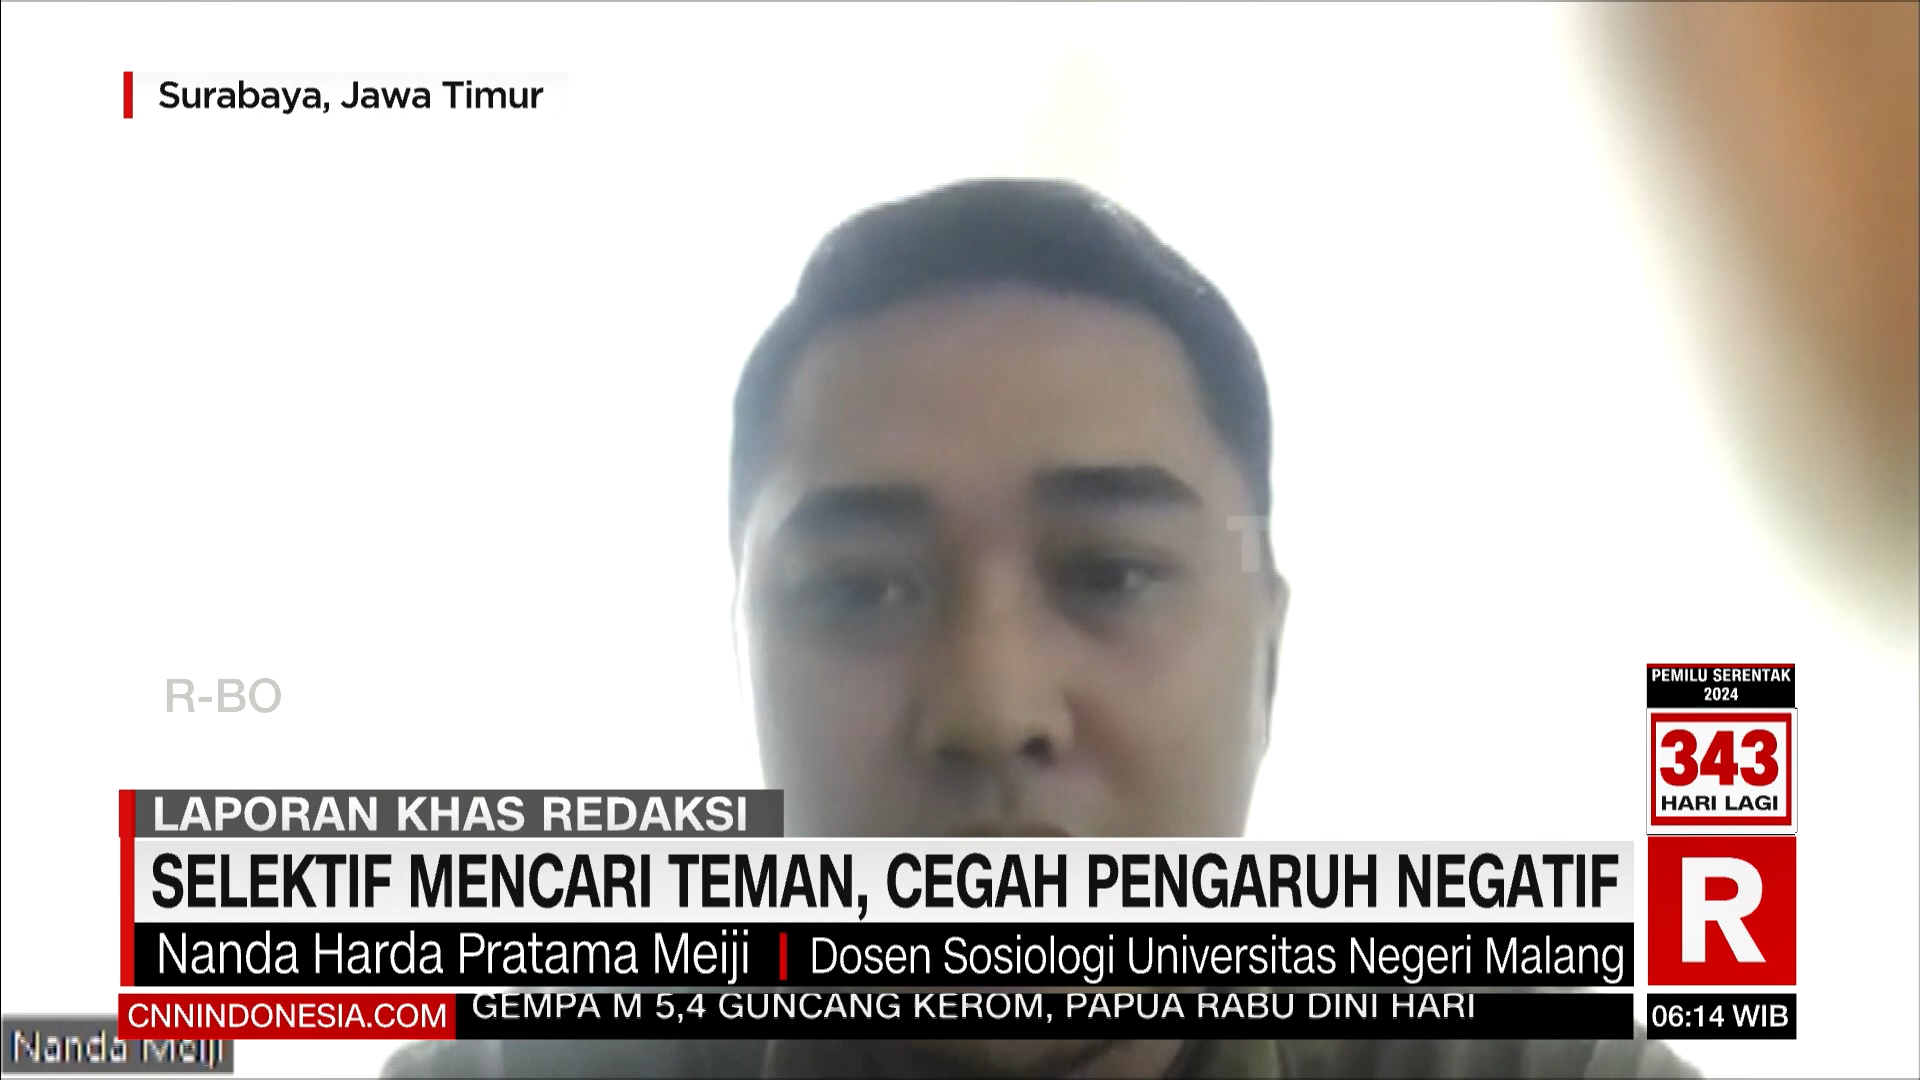 Surabaya, Jawa Timur
T
R-BO
PEMILU SERENTAK
2024
343
HARI LAGI
LAPORAN KHAS REDAKSI
SELEKTIF MENCARI TEMAN, CEGAH PENGARUH NEGATIF
R
Nanda Harda Pratama Meiji
Dosen Sosiologi Universitas Negeri Malang
CNNINDONESIA.COM
GEMPA M 5,4 GUNCANG KEROM, PAPUA RABU DINI HARI
06:14 WIB
Nanda Meiji